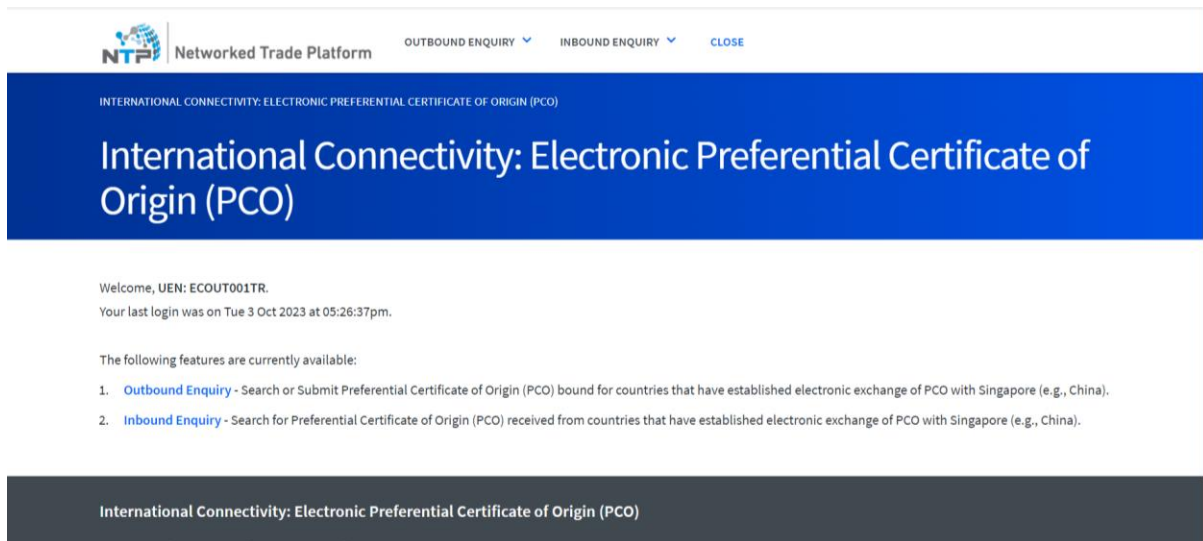 NTP Networked Trade Platform
OUTBOUND ENQUIRY
INBOUND ENQUIRY
CLOSE
INTERNATIONAL CONNECTIVITY: ELECTRONIC PREFERENTIAL CERTIFICATE OF ORIGIN (PCO)
International Connectivity: Electronic Preferential Certificate of
Origin (PCO)
Welcome, UEN: ECOUT001TR.
Your last login was on Tue 3 Oct 2023 at 05:26:37pm.
The following features are currently available:
1. Outbound Enquiry - Search or Submit Preferential Certificate of Origin (PCO) bound for countries that have established electronic exchange of PCO with Singapore (e.g., China).
2. Inbound Enquiry - Search for Preferential Certificate of Origin (PCO) received from countries that have established electronic exchange of PCO with Singapore (e.g., China).
International Connectivity: Electronic Preferential Certificate of Origin (PCO)